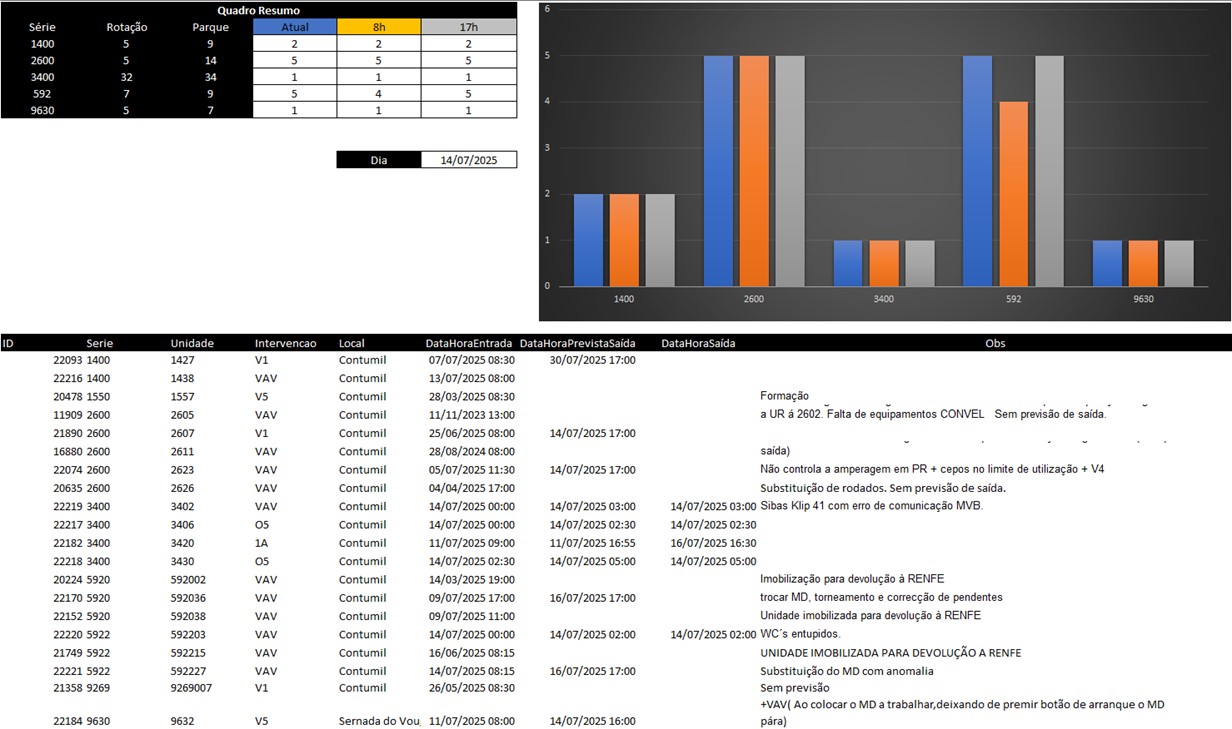 Quadro Resumo
Série Rotação Parque Atual 8h 17h
1400 5 9 2 2 2
2600 5 14 5 5 5
3400 32 34 1 1 1
592 7 9 5 4 5
9630 5 7 1 1 1
Dia 14/07/2025
6
5
4
3
2
1
0
1400 2600 3400 592 9630
ID Serie Unidade Intervencao Local DataHoraEntrada DataHoraPrevistaSaída DataHoraSaída Obs
22093 1400 1427 V1 Contumil 07/07/2025 08:30 30/07/2025 17:00
22216 1400 1438 VAV Contumil 13/07/2025 08:00
20478 1550 1557 V5 Contumil 28/03/2025 08:30 Formação
11909 2600 2605 VAV Contumil 11/11/2023 13:00 a UR á 2602. Falta de equipamentos CONVEL Sem previsão de saída.
21890 2600 2607 V1 Contumil 25/06/2025 08:00 14/07/2025 17:00
16880 2600 2611 VAV Contumil 28/08/2024 08:00 saída)
22074 2600 2623 VAV Contumil 05/07/2025 11:30 14/07/2025 17:00 Não controla a amperagem em PR + cepos no limite de utilização + V4
20635 2600 2626 VAV Contumil 04/04/2025 17:00 Substituição de rodados. Sem previsão de saída.
22219 3400 3402 VAV Contumil 14/07/2025 00:00 14/07/2025 03:00 14/07/2025 03:00 Sibas Klip 41 com erro de comunicação MVB.
22217 3400 3406 O5 Contumil 14/07/2025 00:00 14/07/2025 02:30 14/07/2025 02:30
22182 3400 3420 1A Contumil 11/07/2025 09:00 11/07/2025 16:55 16/07/2025 16:30
22218 3400 3430 O5 Contumil 14/07/2025 02:30 14/07/2025 05:00 14/07/2025 05:00
20224 5920 592002 VAV Contumil 14/03/2025 19:00 Imobilização para devolução à RENFE
22170 5920 592036 VAV Contumil 09/07/2025 17:00 16/07/2025 17:00 trocar MD, torneamento e correcção de pendentes
22152 5920 592038 VAV Contumil 09/07/2025 11:00 Unidade imobilizada para devolução à RENFE
22220 5922 592203 VAV Contumil 14/07/2025 00:00 14/07/2025 02:00 14/07/2025 02:00 WC´s entupidos.
21749 5922 592215 VAV Contumil 16/06/2025 08:15 UNIDADE IMOBILIZADA PARA DEVOLUÇÃO A RENFE
22221 5922 592227 VAV Contumil 14/07/2025 08:15 16/07/2025 17:00 Substituição do MD com anomalia
21358 9269 9269007 V1 Contumil 26/05/2025 08:30 Sem previsão
+VAV( Ao colocar o MD a trabalhar,deixando de premir botão de arranque o MD
22184 9630 9632 V5 Sernada do Vou 11/07/2025 08:00 14/07/2025 16:00 pára)